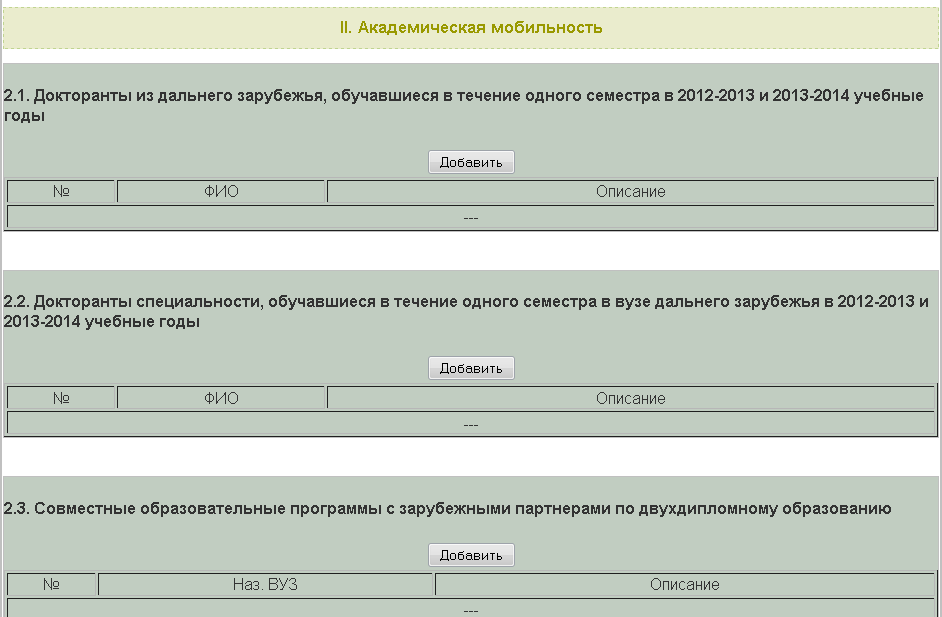 II. Академическая мобильность
2.1. Докторанты из дальнего зарубежья, обучавшиеся в течение одного семестра в 2012-2013 и 2013-2014 учебные
годы
Добавить
№ ФИО Описание
---
2.2. Докторанты специальности, обучавшиеся в течение одного семестра в вузе дальнего зарубежья в 2012-2013 и
2013-2014 учебные годы
Добавить
№ ФИО Описание
---
2.3. Совместные образовательные программы с зарубежными партнерами по двухдипломному образованию
Добавить
№ Наз. ВУЗ Описание
---